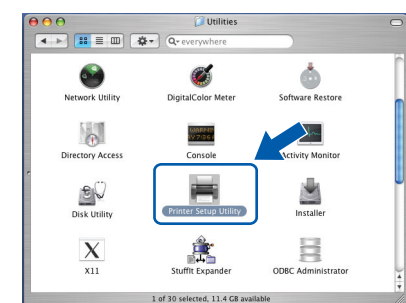 Utilities
everywhere
Network Utility
DigitalColor Meter
Software Restore
Directory Access
Console
Activity Monitor
Disk Utility
Printer Setup Utility
Installer
X11
StuffIt Expander
ODBC Administrator
1 of 30 selected, 11.4 GB available